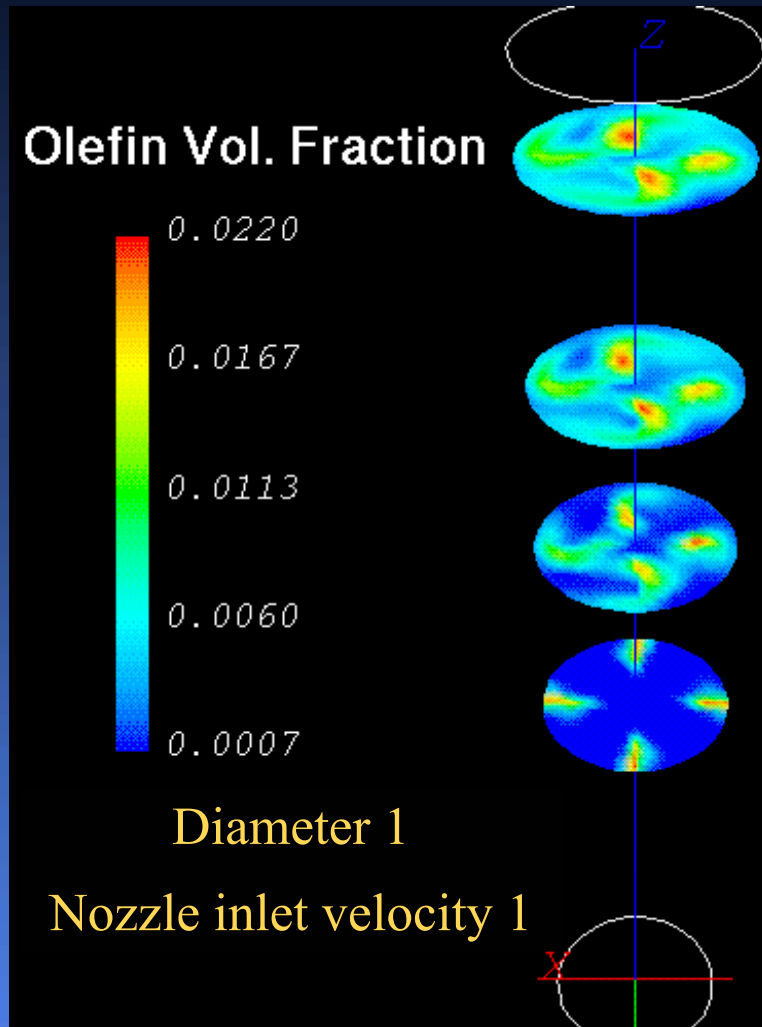 Z
Olefin Vol. Fraction
0.0220
0.0167
0.0113
0.0060
0.0007
Diameter 1
Nozzle inlet velocity 1
X